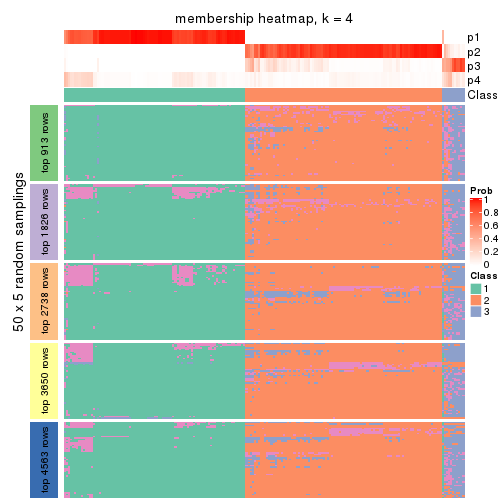 membership heatmap, k = 4
p1
p2
p3
p4
Class
50 x 5 random samplings
top 913 rows
top 1826 rows
top 2738 rows
top 3650 rows
top 4563 rows
Prob
1
0.8
0.6
0.4
0.2
0
Class
1
2
3